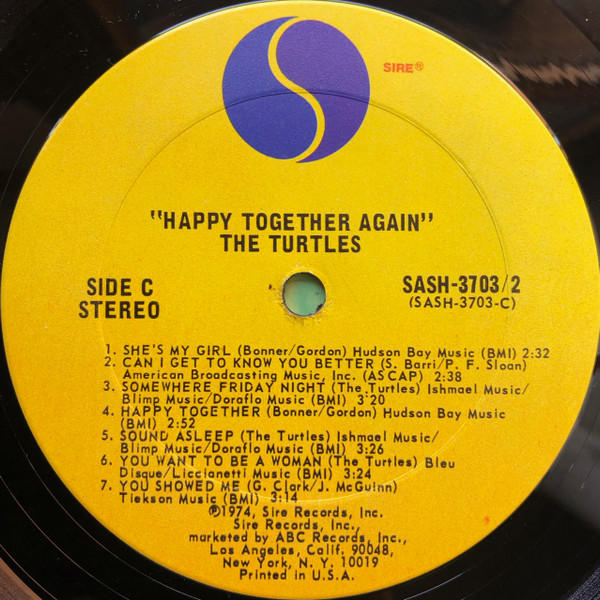 SIRE®
"HAPPY TOGETHER AGAIN"
THE TURTLES
SIDE C
STEREO
SASH-3703/2
(SASH-3703-C)
1. SHE'S MY GIRL (Bonner/Gordon) Hudson Bay Music (BMI) 2:32
2. CAN I GET TO KNOW YOU BETTER (S. Barri/P. F. Sloan)
American Broadcasting Music, Inc. (ASCAP) 2:38
3. SOMEWHERE FRIDAY NIGHT (The Turtles) Ishmael Music/
Blimp Music/Doraflo Music (BMI) 3:20
4. HAPPY TOGETHER (Bonner/Gordon) Hudson Bay Music
(BMI) 2:52
5. SOUND ASLEEP (The Turtles) Ishmael Music/
Blimp Music/Doraflo Music (BMI) 3:26
6. YOU WANT TO BE A WOMAN (The Turtles) Bleu
Disque/Liccianetti Music (BMI) 3:24
7. YOU SHOWED ME (G. Clark/J. McGuinn)
Tiekson Music (BMI) 3:14
℗1974, Sire Records, Inc.
Sire Records, Inc.,
marketed by ABC Records, Inc.,
Los Angeles, Calif. 90048,
New York, N. Y. 10019
Printed in U.S.A.